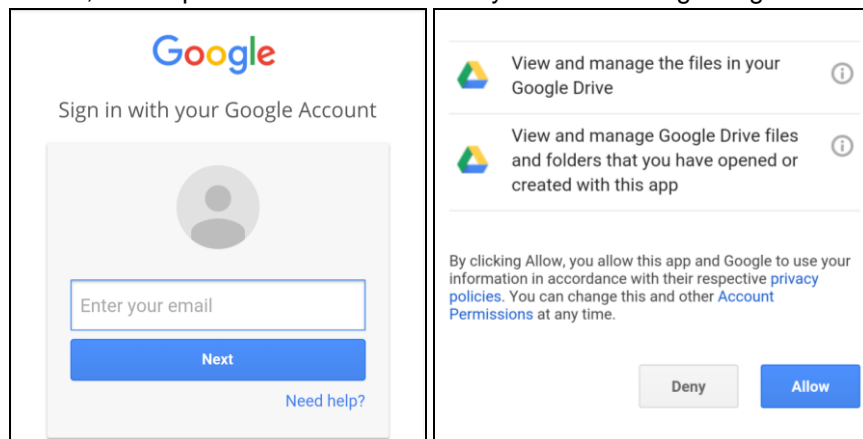 Google
Sign in with your Google Account
Enter your email
Next
Need help?
View and manage the files in your
Google Drive
View and manage Google Drive files
and folders that you have opened or
created with this app
By clicking Allow, you allow this app and Google to use your
information in accordance with their respective privacy
policies. You can change this and other Account
Permissions at any time.
Deny
Allow